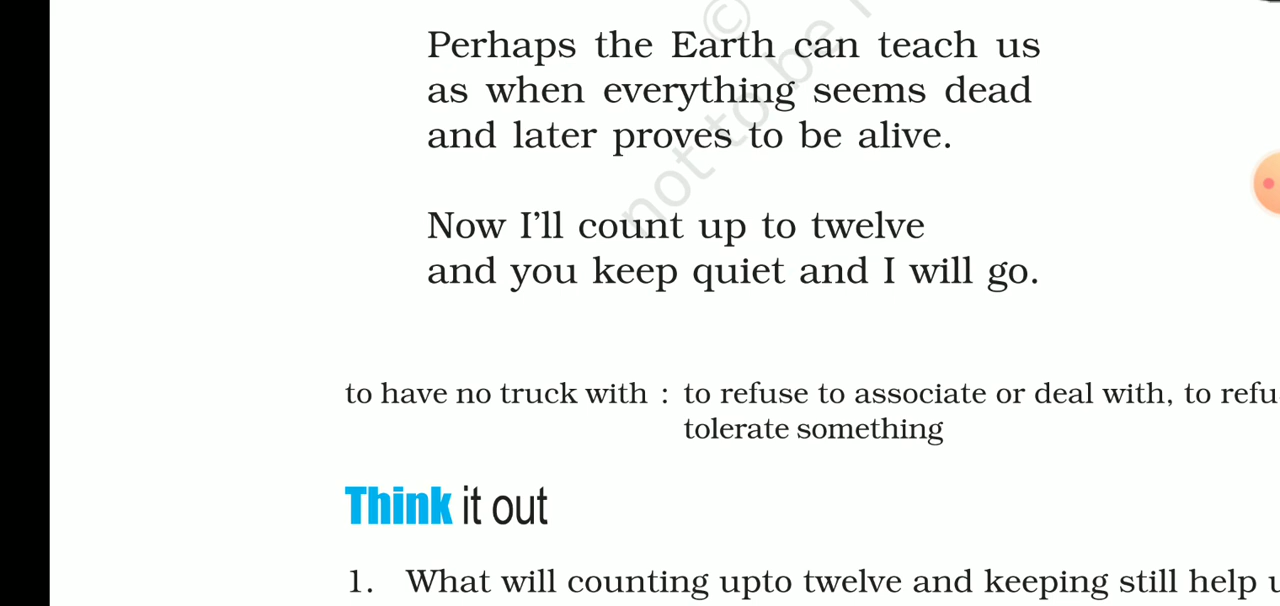 Perhaps the Earth can teach us
as when everything seems dead
and later proves to be alive.
Now I'll count up to twelve
and you keep quiet and I will go.
to have no truck with : to refuse to associate or deal with, to
tolerate something
Think it out
1. What will counting upto twelve and keeping still help
© not to be